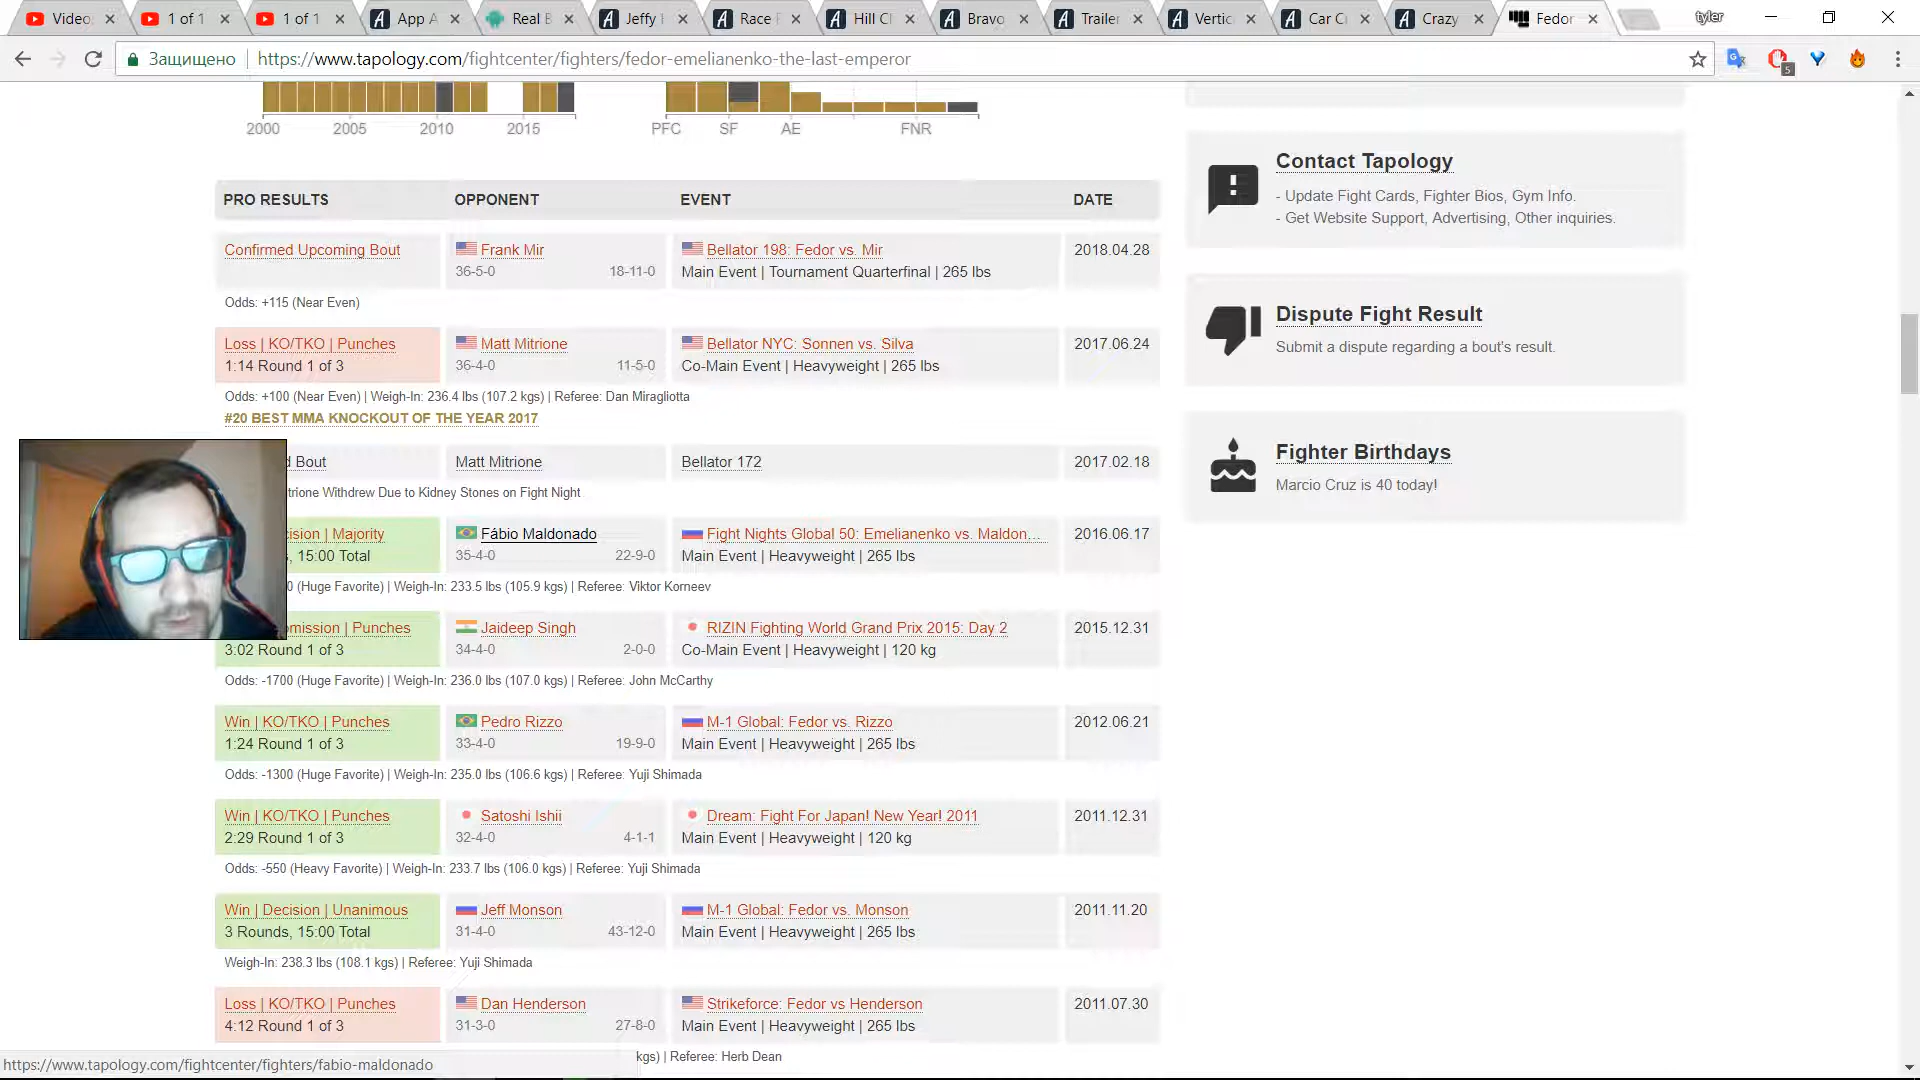 Video
1 of 1
1 of 1
App A
Real B
Jeffy
Race
Hill Cl
Bravo
Trailer
Vertic
Car Cr
Crazy
Fedor
tyler
Защищено
https://www.tapology.com/fightcenter/fighters/fedor-emelianenko-the-last-emperor
5
2000 2005 2010 2015
PFC SF AE FNR
PRO RESULTS OPPONENT EVENT DATE
Confirmed Upcoming Bout Frank Mir Bellator 198: Fedor vs. Mir 2018.04.28
36-5-0 18-11-0 Main Event | Tournament Quarterfinal | 265 lbs
Odds: +115 (Near Even)
Loss | KO/TKO | Punches Matt Mitrione Bellator NYC: Sonnen vs. Silva 2017.06.24
1:14 Round 1 of 3 36-4-0 11-5-0 Co-Main Event | Heavyweight | 265 lbs
Odds: +100 (Near Even) | Weigh-In: 236.4 lbs (107.2 kgs) | Referee: Dan Miragliotta
#20 BEST MMA KNOCKOUT OF THE YEAR 2017
d Bout Matt Mitrione Bellator 172 2017.02.18
trione Withdrew Due to Kidney Stones on Fight Night
cision | Majority Fábio Maldonado Fight Nights Global 50: Emelianenko vs. Maldon... 2016.06.17
s, 15:00 Total 35-4-0 22-9-0 Main Event | Heavyweight | 265 lbs
0 (Huge Favorite) | Weigh-In: 233.5 lbs (105.9 kgs) | Referee: Viktor Korneev
mission | Punches Jaideep Singh RIZIN Fighting World Grand Prix 2015: Day 2 2015.12.31
3:02 Round 1 of 3 34-4-0 2-0-0 Co-Main Event | Heavyweight | 120 kg
Odds: -1700 (Huge Favorite) | Weigh-In: 236.0 lbs (107.0 kgs) | Referee: John McCarthy
Win | KO/TKO | Punches Pedro Rizzo M-1 Global: Fedor vs. Rizzo 2012.06.21
1:24 Round 1 of 3 33-4-0 19-9-0 Main Event | Heavyweight | 265 lbs
Odds: -1300 (Huge Favorite) | Weigh-In: 235.0 lbs (106.6 kgs) | Referee: Yuji Shimada
Win | KO/TKO | Punches Satoshi Ishii Dream: Fight For Japan! New Year! 2011 2011.12.31
2:29 Round 1 of 3 32-4-0 4-1-1 Main Event | Heavyweight | 120 kg
Odds: -550 (Heavy Favorite) | Weigh-In: 233.7 lbs (106.0 kgs) | Referee: Yuji Shimada
Win | Decision | Unanimous Jeff Monson M-1 Global: Fedor vs. Monson 2011.11.20
3 Rounds, 15:00 Total 31-4-0 43-12-0 Main Event | Heavyweight | 265 lbs
Weigh-In: 238.3 lbs (108.1 kgs) | Referee: Yuji Shimada
Loss | KO/TKO | Punches Dan Henderson Strikeforce: Fedor vs Henderson 2011.07.30
4:12 Round 1 of 3 31-3-0 27-8-0 Main Event | Heavyweight | 265 lbs
kgs) | Referee: Herb Dean
https://www.tapology.com/fightcenter/fighters/fabio-maldonado
Contact Tapology
- Update Fight Cards, Fighter Bios, Gym Info.
- Get Website Support, Advertising, Other inquiries.
Dispute Fight Result
Submit a dispute regarding a bout's result.
Fighter Birthdays
Marcio Cruz is 40 today!